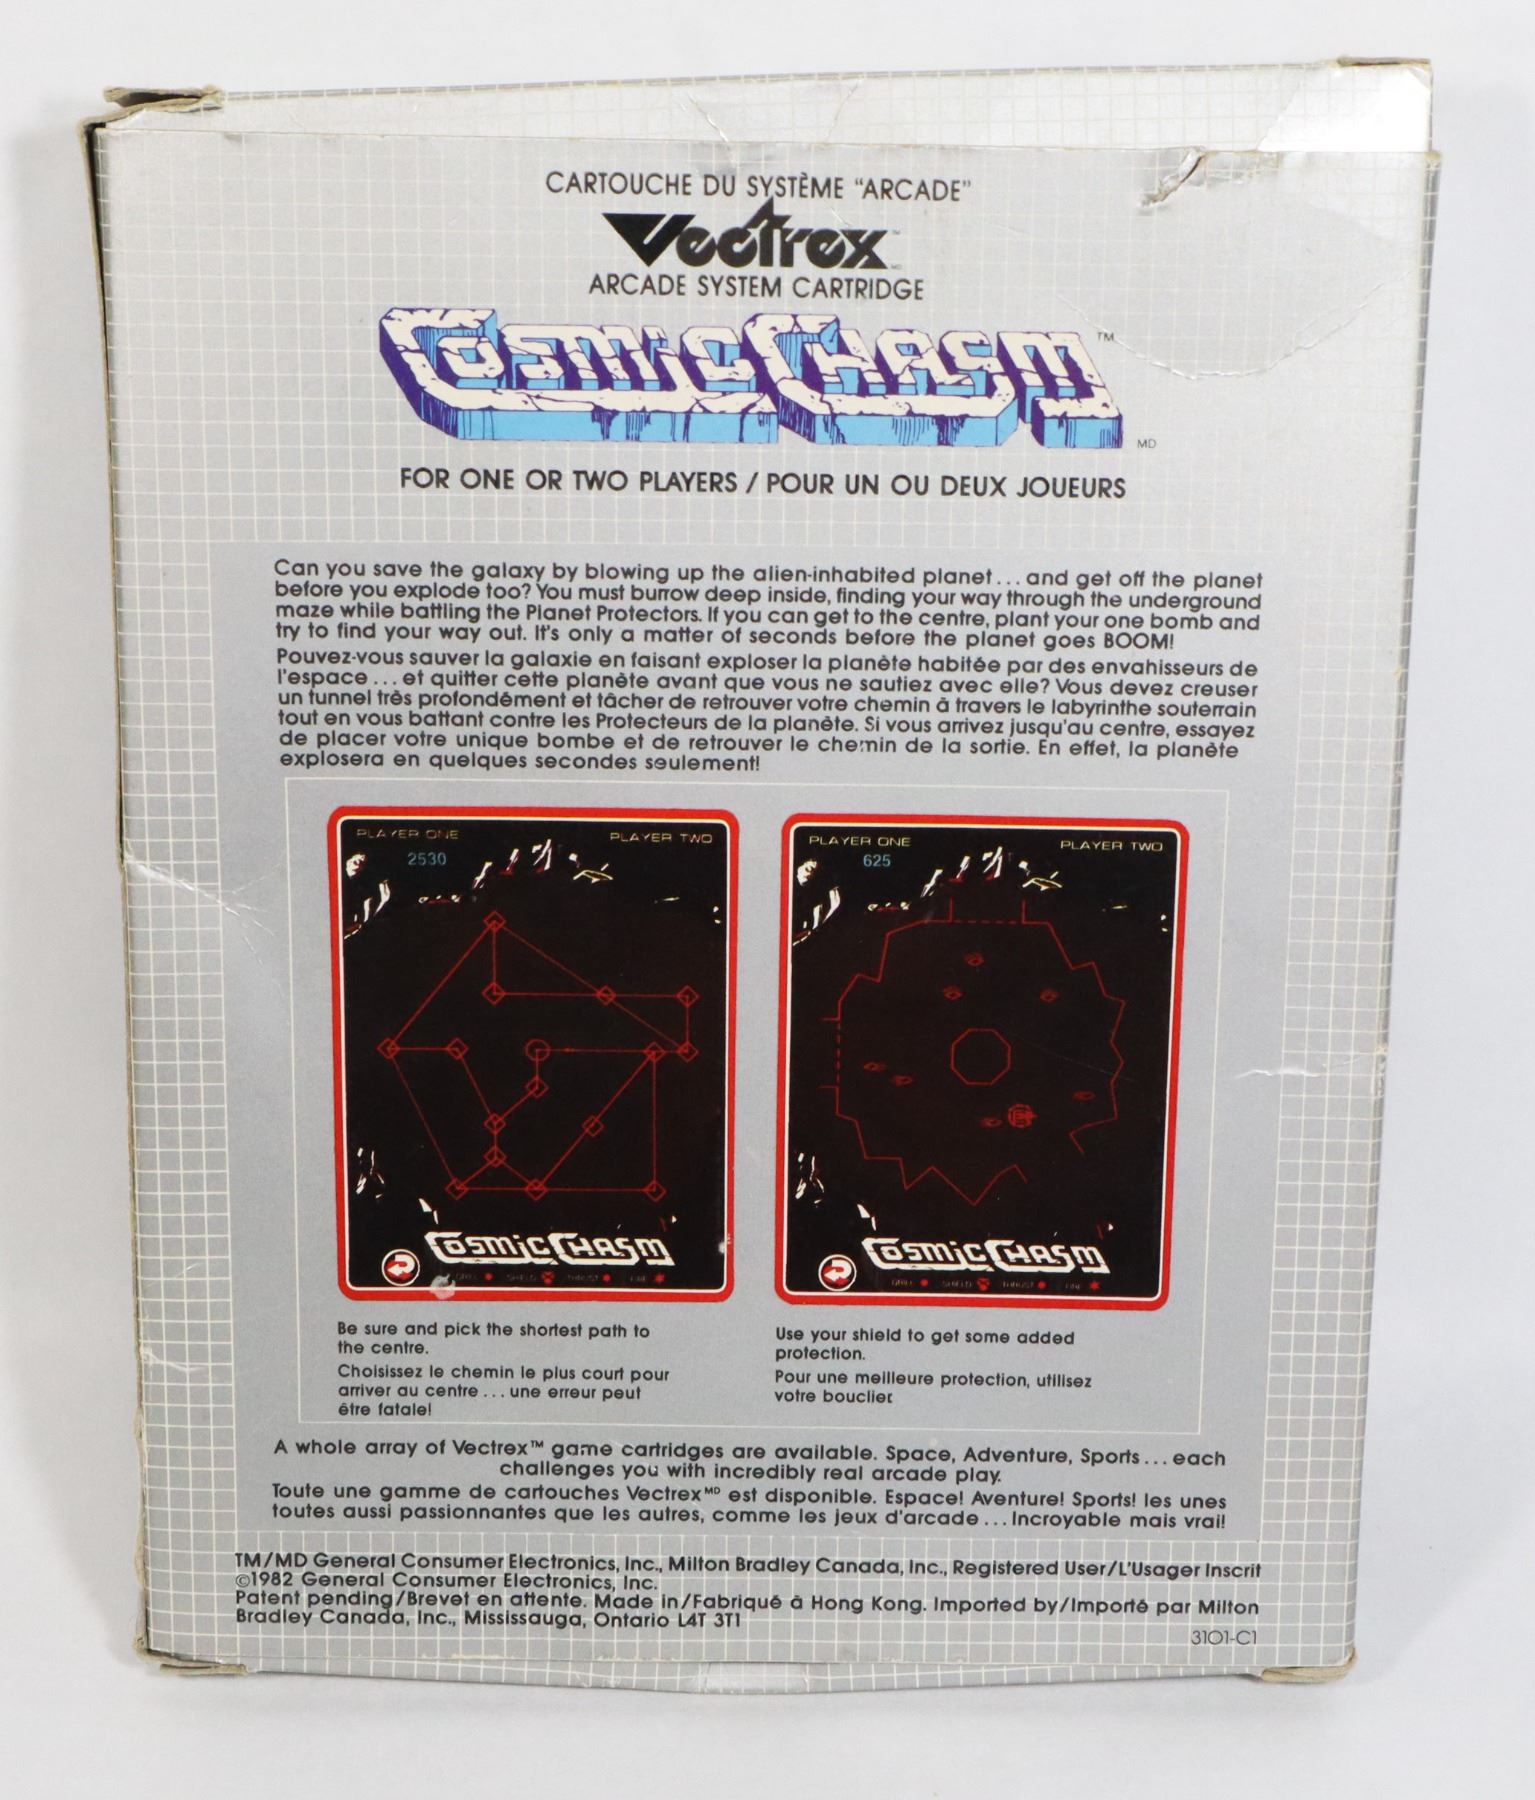 CARTOUCHE DU SYSTÈME "ARCADE"
Vectrex™
MD
ARCADE SYSTEM CARTRIDGE
COSMIC CHASM™
MD
FOR ONE OR TWO PLAYERS / POUR UN OU DEUX JOUEURS
Can you save the galaxy by blowing up the alien-inhabited planet... and get off the planet
before you explode too? You must burrow deep inside, finding your way through the underground
maze while battling the Planet Protectors. If you can get to the centre, plant your one bomb and
try to find your way out. It's only a matter of seconds before the planet goes BOOM!
Pouvez-vous sauver la galaxie en faisant exploser la planète habitée par des envahisseurs de
l'espace... et quitter cette planète avant que vous ne sautiez avec elle? Vous devez creuser
un tunnel très profondément et tâcher de retrouver votre chemin à travers le labyrinthe souterrain
tout en vous battant contre les Protecteurs de la planète. Si vous arrivez jusqu'au centre, essayez
de placer votre unique bombe et de retrouver le chemin de la sortie. En effet, la planète
explosera en quelques secondes seulement!
PLAYER ONE PLAYER TWO
2530
COSMIC CHASM
DRILL SHIELD THRUST FIRE
PLAYER ONE PLAYER TWO
625
COSMIC CHASM
DRILL SHIELD THRUST FIRE
Be sure and pick the shortest path to
the centre.
Choisissez le chemin le plus court pour
arriver au centre... une erreur peut
être fatale!
Use your shield to get some added
protection.
Pour une meilleure protection, utilisez
votre bouclier.
A whole array of Vectrex™ game cartridges are available. Space, Adventure, Sports... each
challenges you with incredibly real arcade play.
Toute une gamme de cartouches Vectrex MD est disponible. Espace! Aventure! Sports! les unes
toutes aussi passionnantes que les autres, comme les jeux d'arcade... Incroyable mais vrai!
TM/MD General Consumer Electronics, Inc., Milton Bradley Canada, Inc., Registered User/L'Usager Inscrit
©1982 General Consumer Electronics, Inc.
Patent pending/Brevet en attente. Made in/Fabriqué à Hong Kong. Imported by/Importé par Milton
Bradley Canada, Inc., Mississauga, Ontario L4T 3T1
3101-C1